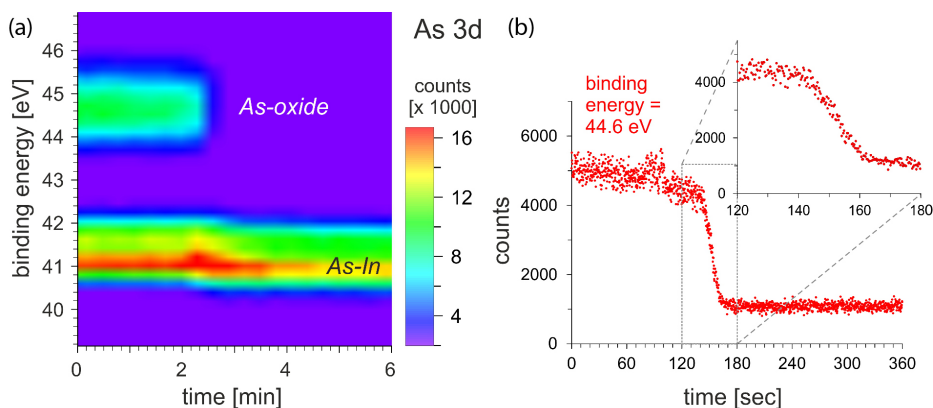 (a)
As 3d
counts
[x 1000]
16
12
8
4
46
45
44
43
42
41
40
binding energy [eV]
As-oxide
As-In
0
2
4
6
time [min]
(b)
binding
energy =
44.6 eV
6000
4000
2000
0
counts
0
60
120
180
240
300
360
time [sec]
4000
2000
0
120
140
160
180